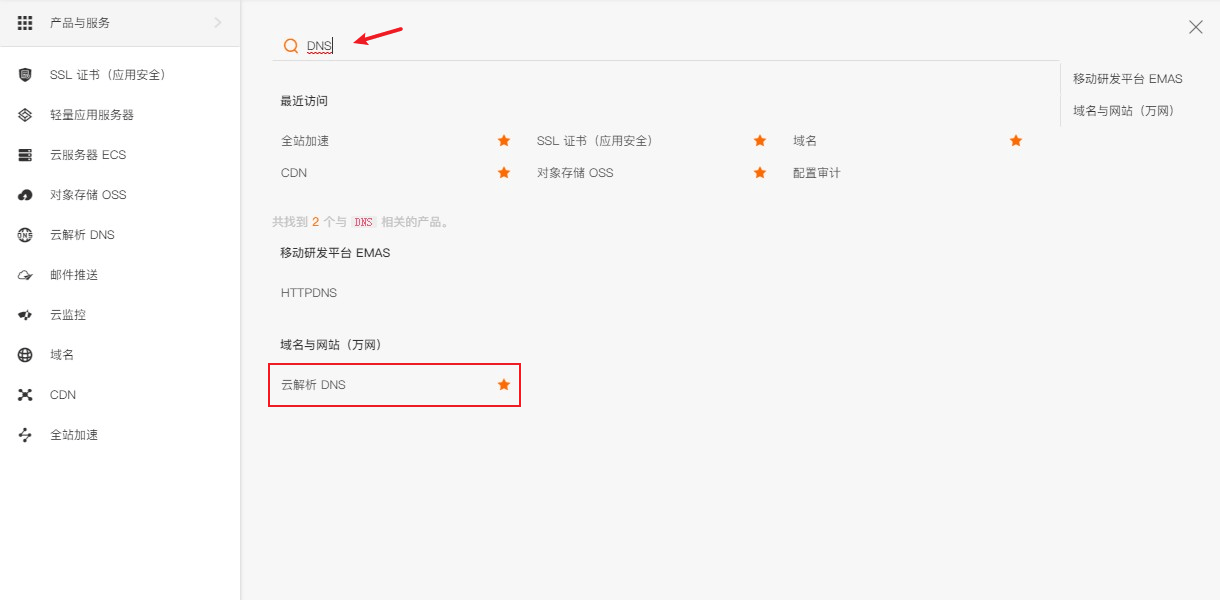 产品与服务
SSL 证书（应用安全）
轻量应用服务器
云服务器 ECS
对象存储 OSS
云解析 DNS
邮件推送
云监控
域名
CDN
全站加速
DNS
最近访问
全站加速 SSL 证书（应用安全） 域名
CDN 对象存储 OSS 配置审计
共找到 2 个与 DNS 相关的产品。
移动研发平台 EMAS
HTTPDNS
域名与网站（万网）
云解析 DNS
移动研发平台 EMAS
域名与网站（万网）